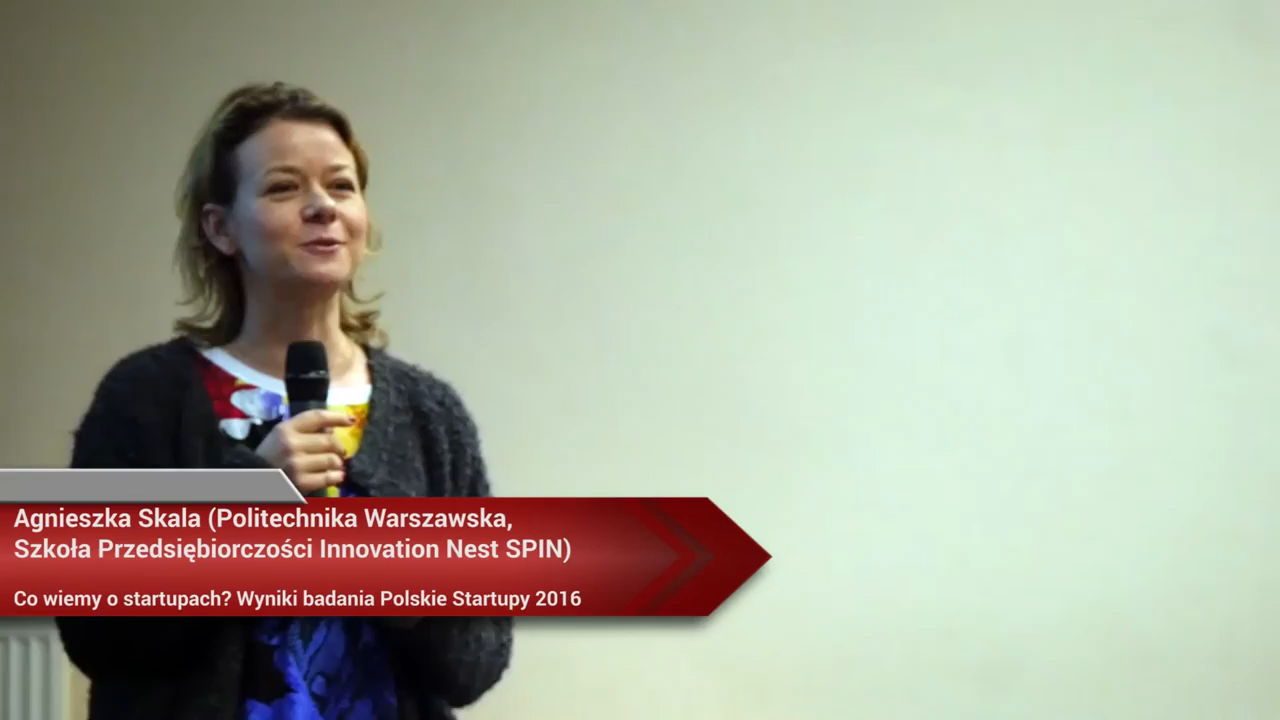 Agnieszka Skala (Politechnika Warszawska,
Szkoła Przedsiębiorczości Innovation Nest SPIN)
Co wiemy o startupach? Wyniki badania Polskie Startupy 2016